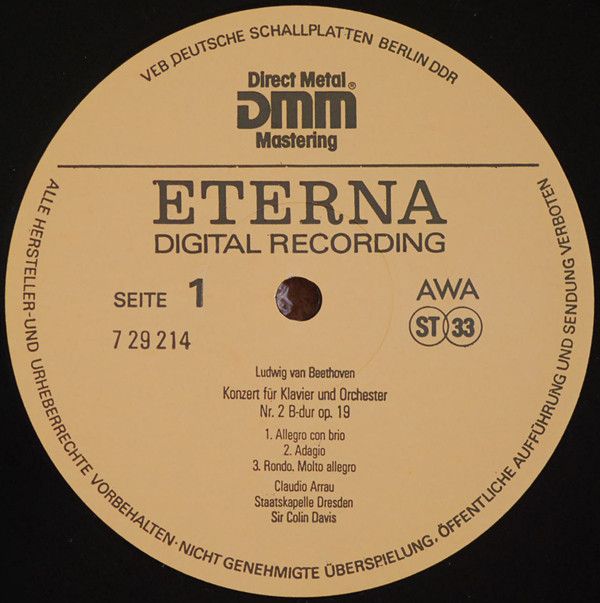 VEB DEUTSCHE SCHALLPLATTEN BERLIN DDR
Direct Metal
DMM®
Mastering
ETERNA
DIGITAL RECORDING
SEITE 1
AWA
7 29 214
ST 33
Ludwig van Beethoven
Konzert für Klavier und Orchester
Nr. 2 B-dur op. 19
1. Allegro con brio
2. Adagio
3. Rondo. Molto allegro
Claudio Arrau
Staatskapelle Dresden
Sir Colin Davis
ALLE HERSTELLER-UND URHEBERRECHTE VORBEHALTEN·NICHT GENEHMIGTE ÜBERSPIELUNG, ÖFFENTLICHE AUFFÜHRUNG UND SENDUNG VERBOTEN